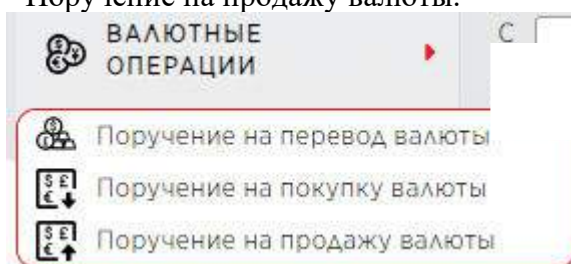 Поручение на продажу валюты.
ВАЛЮТНЫЕ
ОПЕРАЦИИ
С
Поручение на перевод валюты
Поручение на покупку валюты
Поручение на продажу валюты